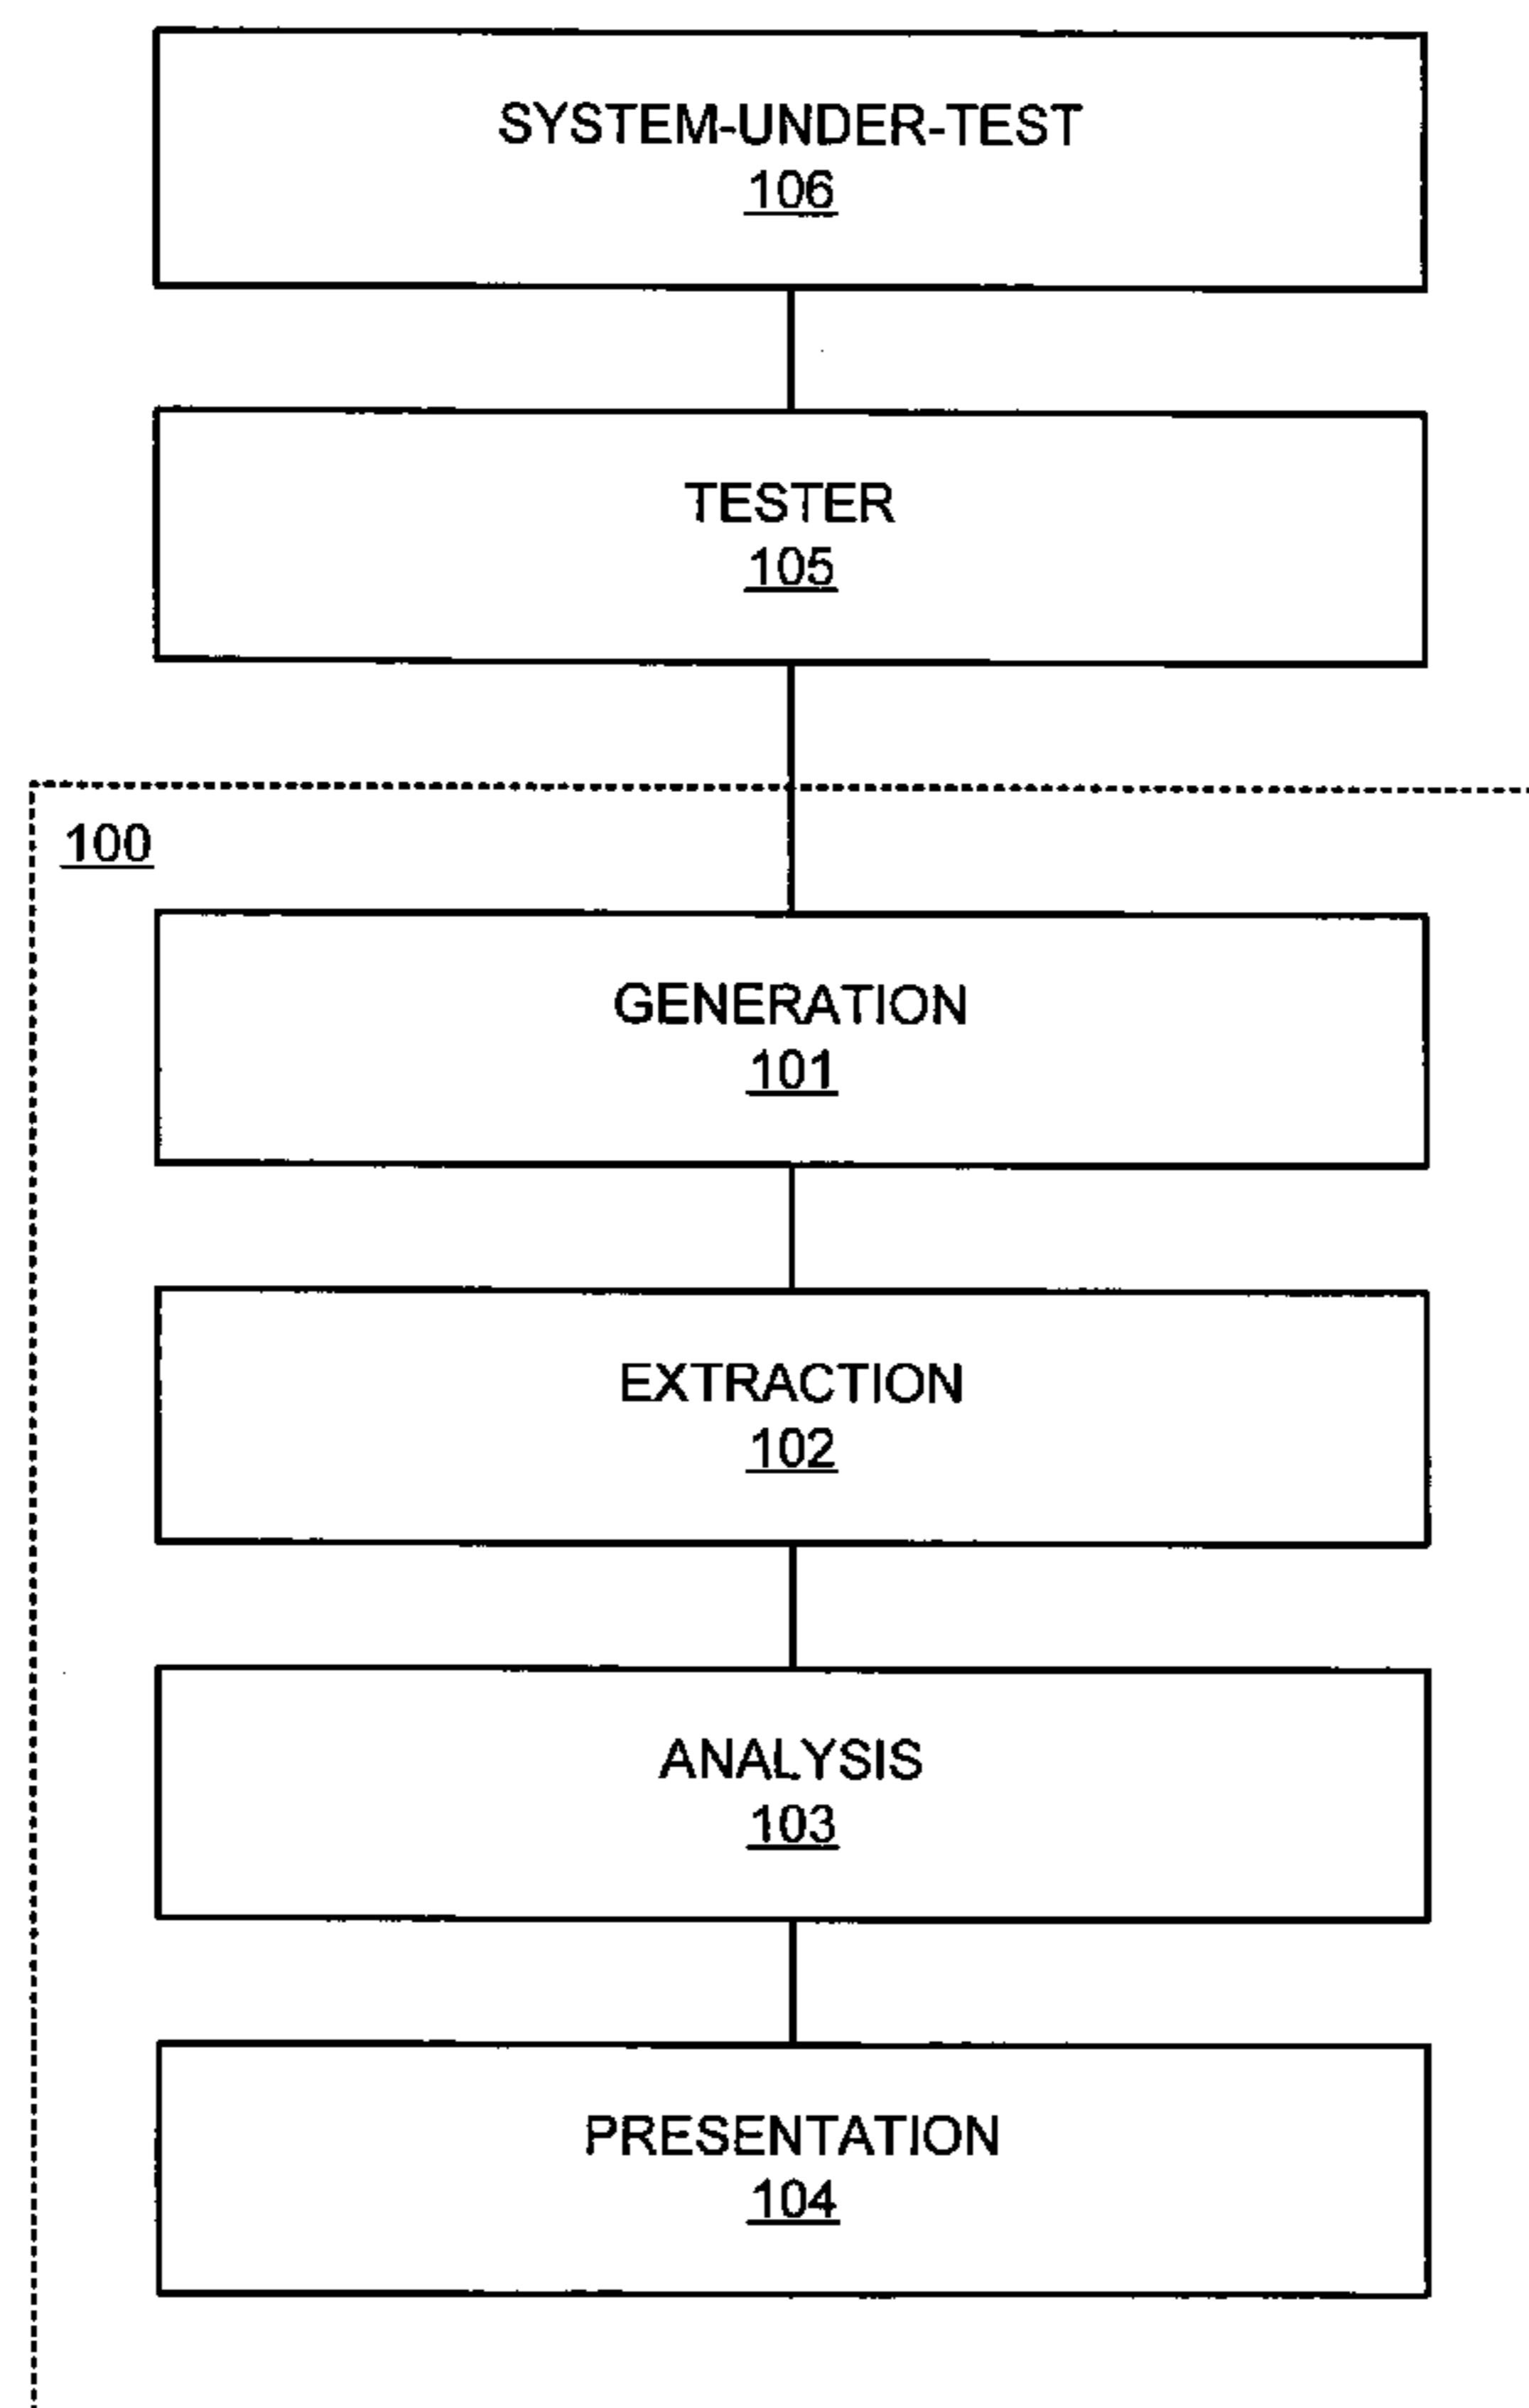 SYSTEM-UNDER-TEST
106
TESTER
105
100
GENERATION
101
EXTRACTION
102
ANALYSIS
103
PRESENTATION
104